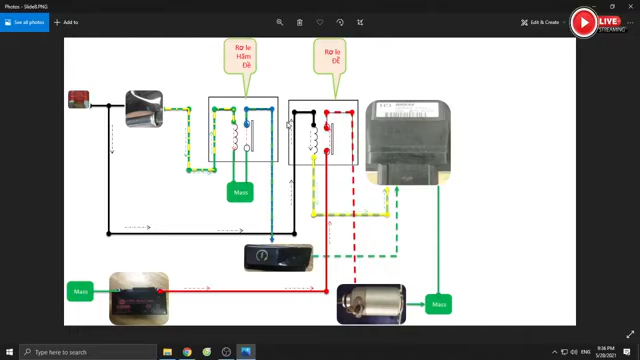 Photos - Slide8.PNG
See all photos
Add to
Edit & Create
LIVE
STREAMING
Rơ le
Hãm
Đề
Rơ le
ĐỀ
Mass
Mass
Mass
Type here to search
ENG
9:36 PM
5/28/2021